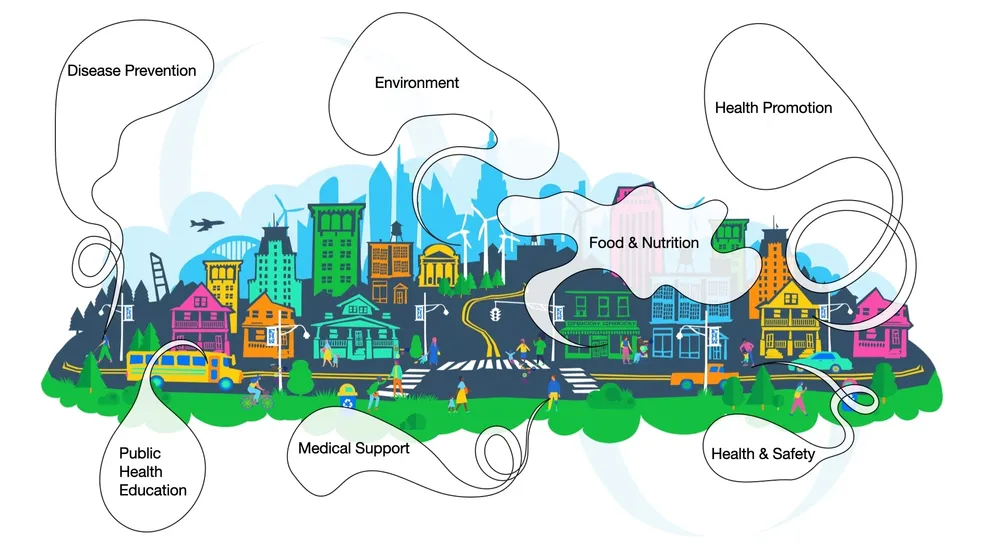 Disease Prevention
Environment
Health Promotion
Food & Nutrition
Public
Health
Education
Medical Support
Health & Safety